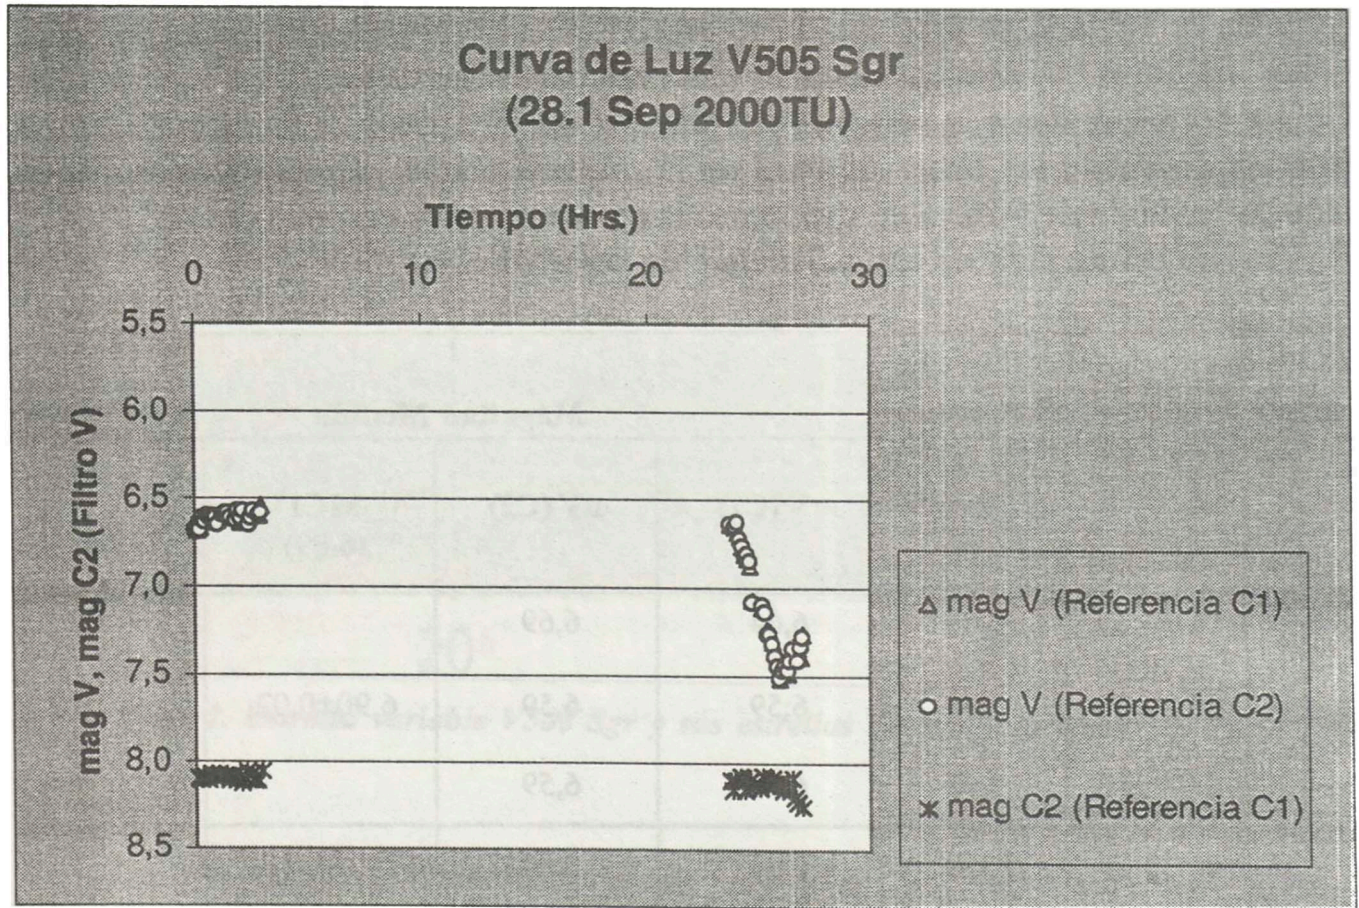 Curva de Luz V505 Sgr
(28.1 Sep 2000TU)
Tiempo (Hrs.)
0 10 20 30
5,5
6,0
6,5
7,0
7,5
8,0
8,5
mag V, mag C2 (Filtro V)
mag V (Referencia C1)
mag V (Referencia C2)
mag C2 (Referencia C1)